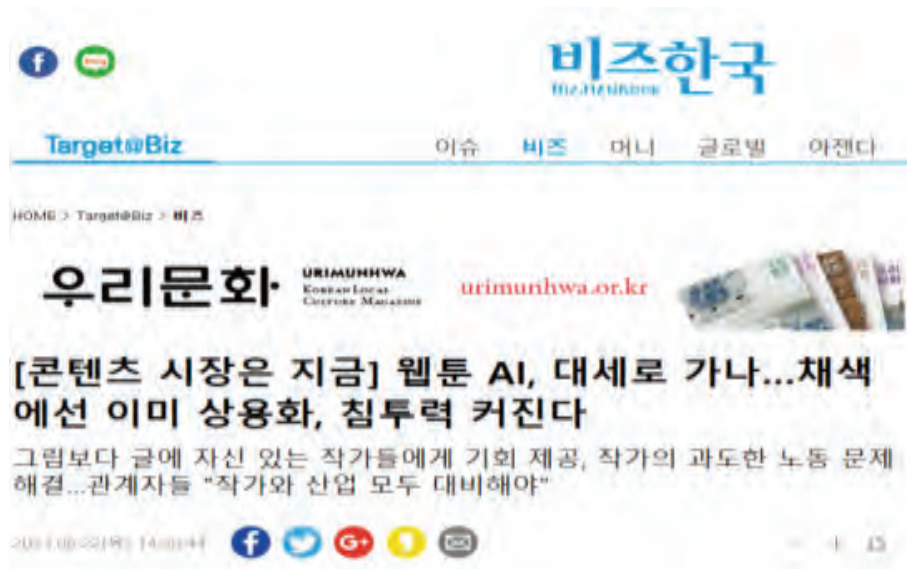 비즈한국
Target@Biz 이슈 비즈 머니 글로벌 아젠다
HOME > Target@Biz > 비즈
우리문화 URIMUNHWA
KOREAN LOCAL
CULTURE MAGAZINE
urimunhwa.or.kr
[콘텐츠 시장은 지금] 웹툰 AI, 대세로 가나...채색
에선 이미 상용화, 침투력 커진다
그림보다 글에 자신 있는 작가들에게 기회 제공, 작가의 과도한 노동 문제
해결...관계자들 "작가와 산업 모두 대비해야"
- + 15